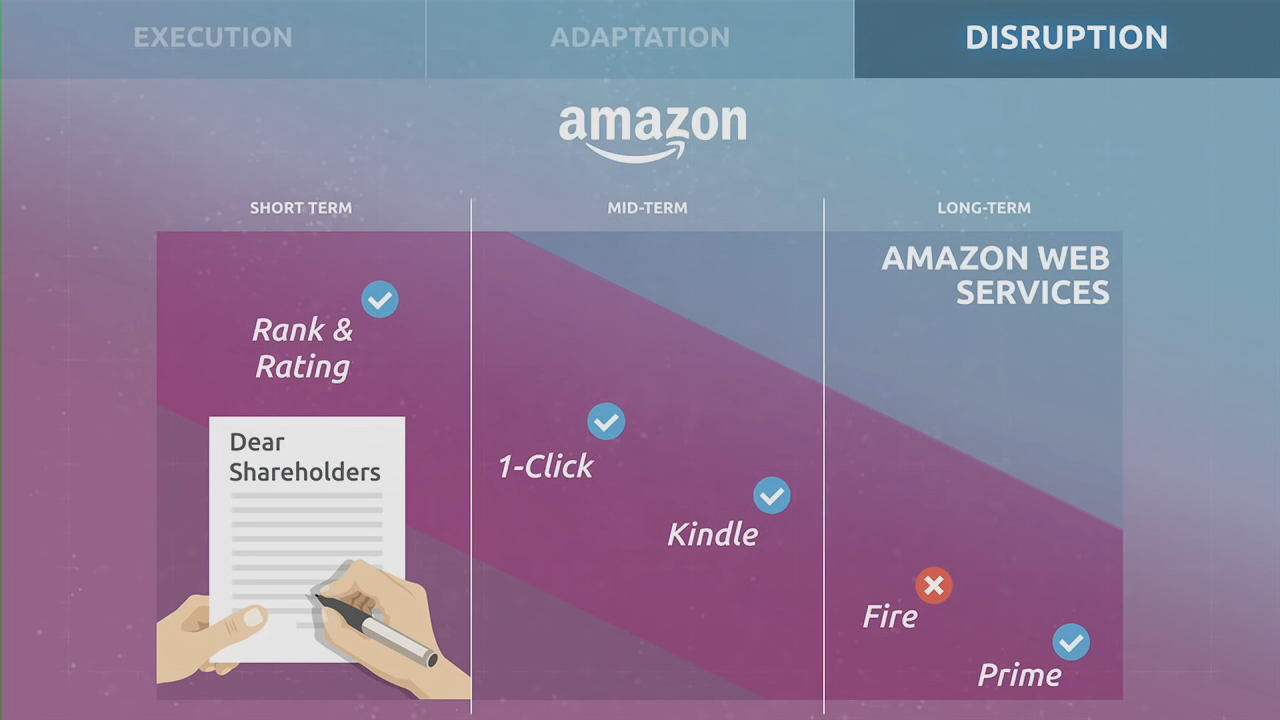 EXECUTION
ADAPTATION
DISRUPTION
amazon
SHORT TERM
MID-TERM
LONG-TERM
AMAZON WEB
SERVICES
Rank &
Rating
Dear
Shareholders
1-Click
Kindle
Fire
Prime